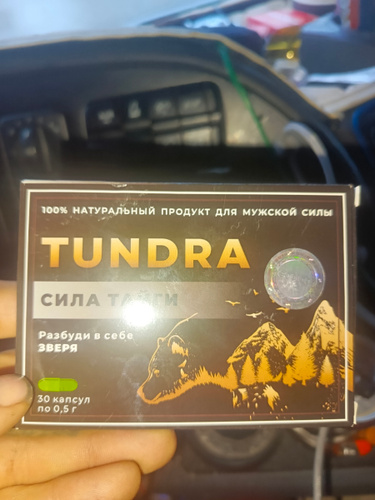 100% НАТУРАЛЬНЫЙ ПРОДУКТ ДЛЯ МУЖСКОЙ СИЛЫ
TUNDRA
СИЛА ТАЙГИ
Разбуди в себе
ЗВЕРЯ
30 капсул
по 0,5 г